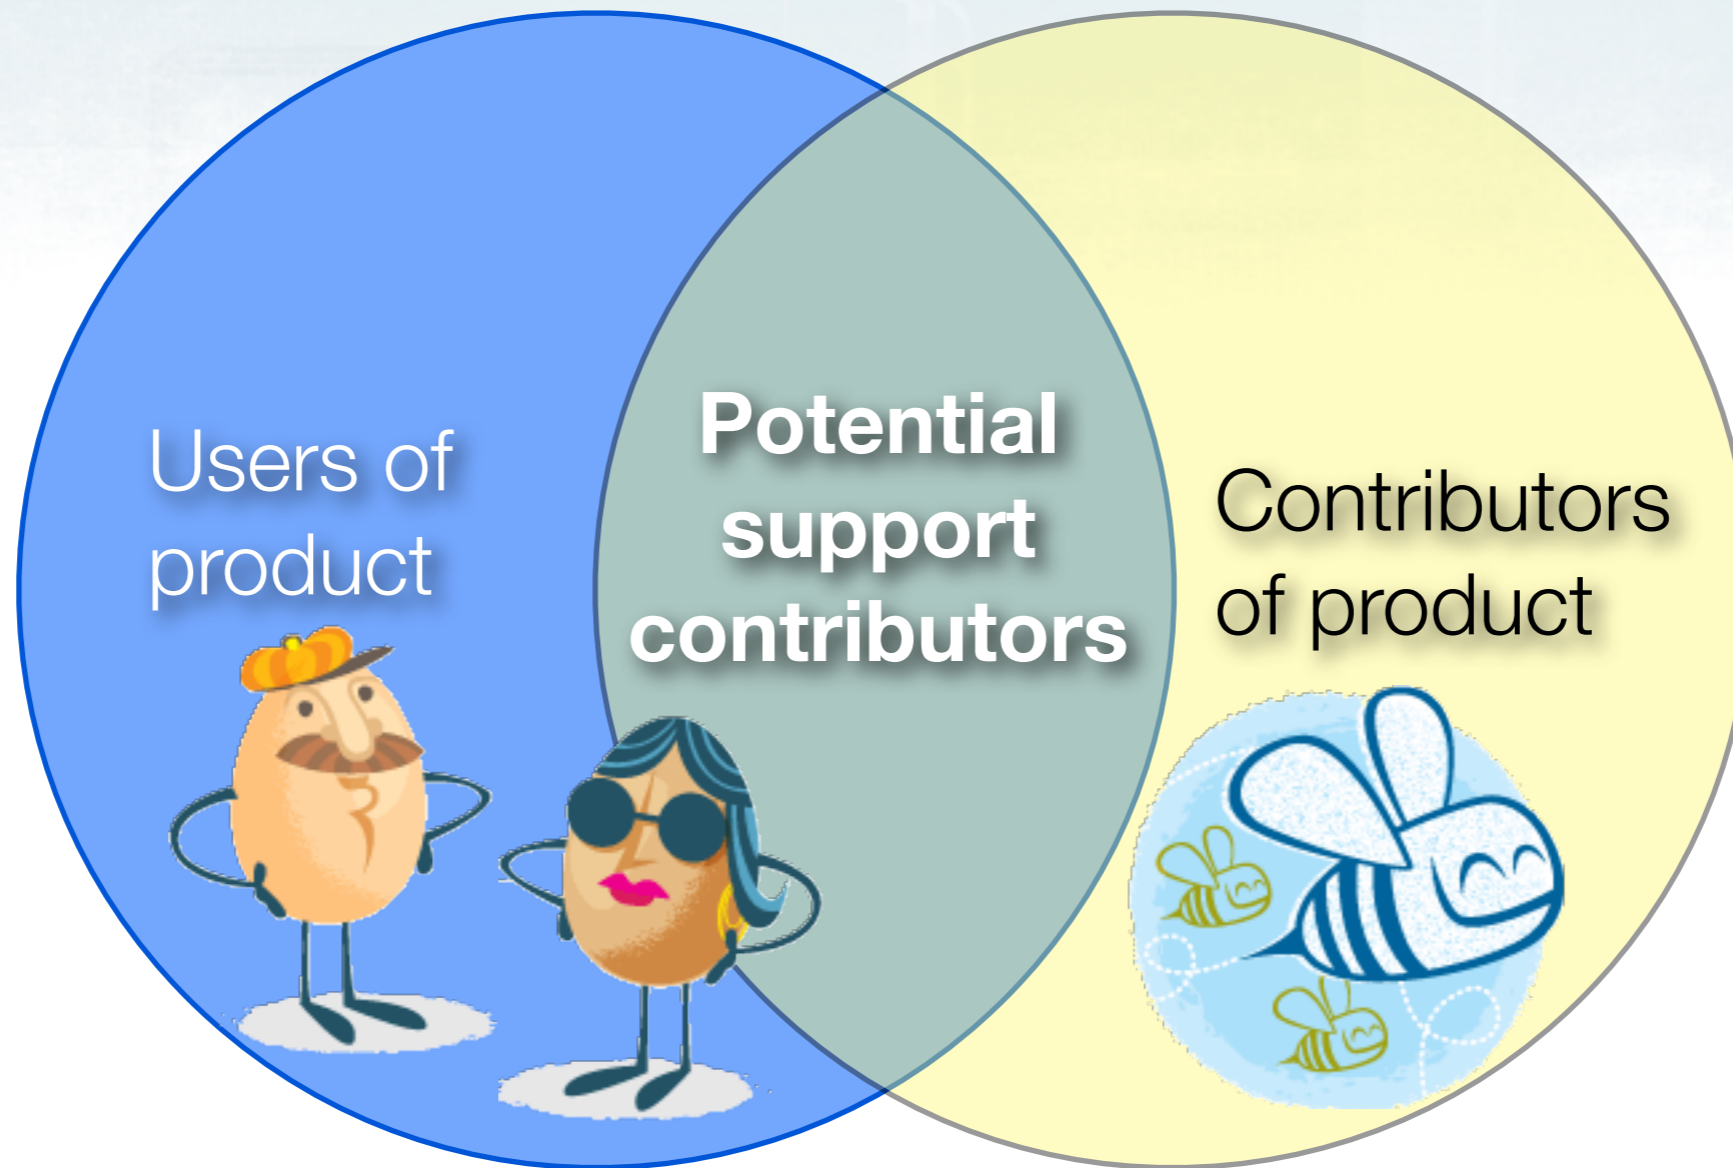 Users of
product
Potential
support
contributors
Contributors
of product